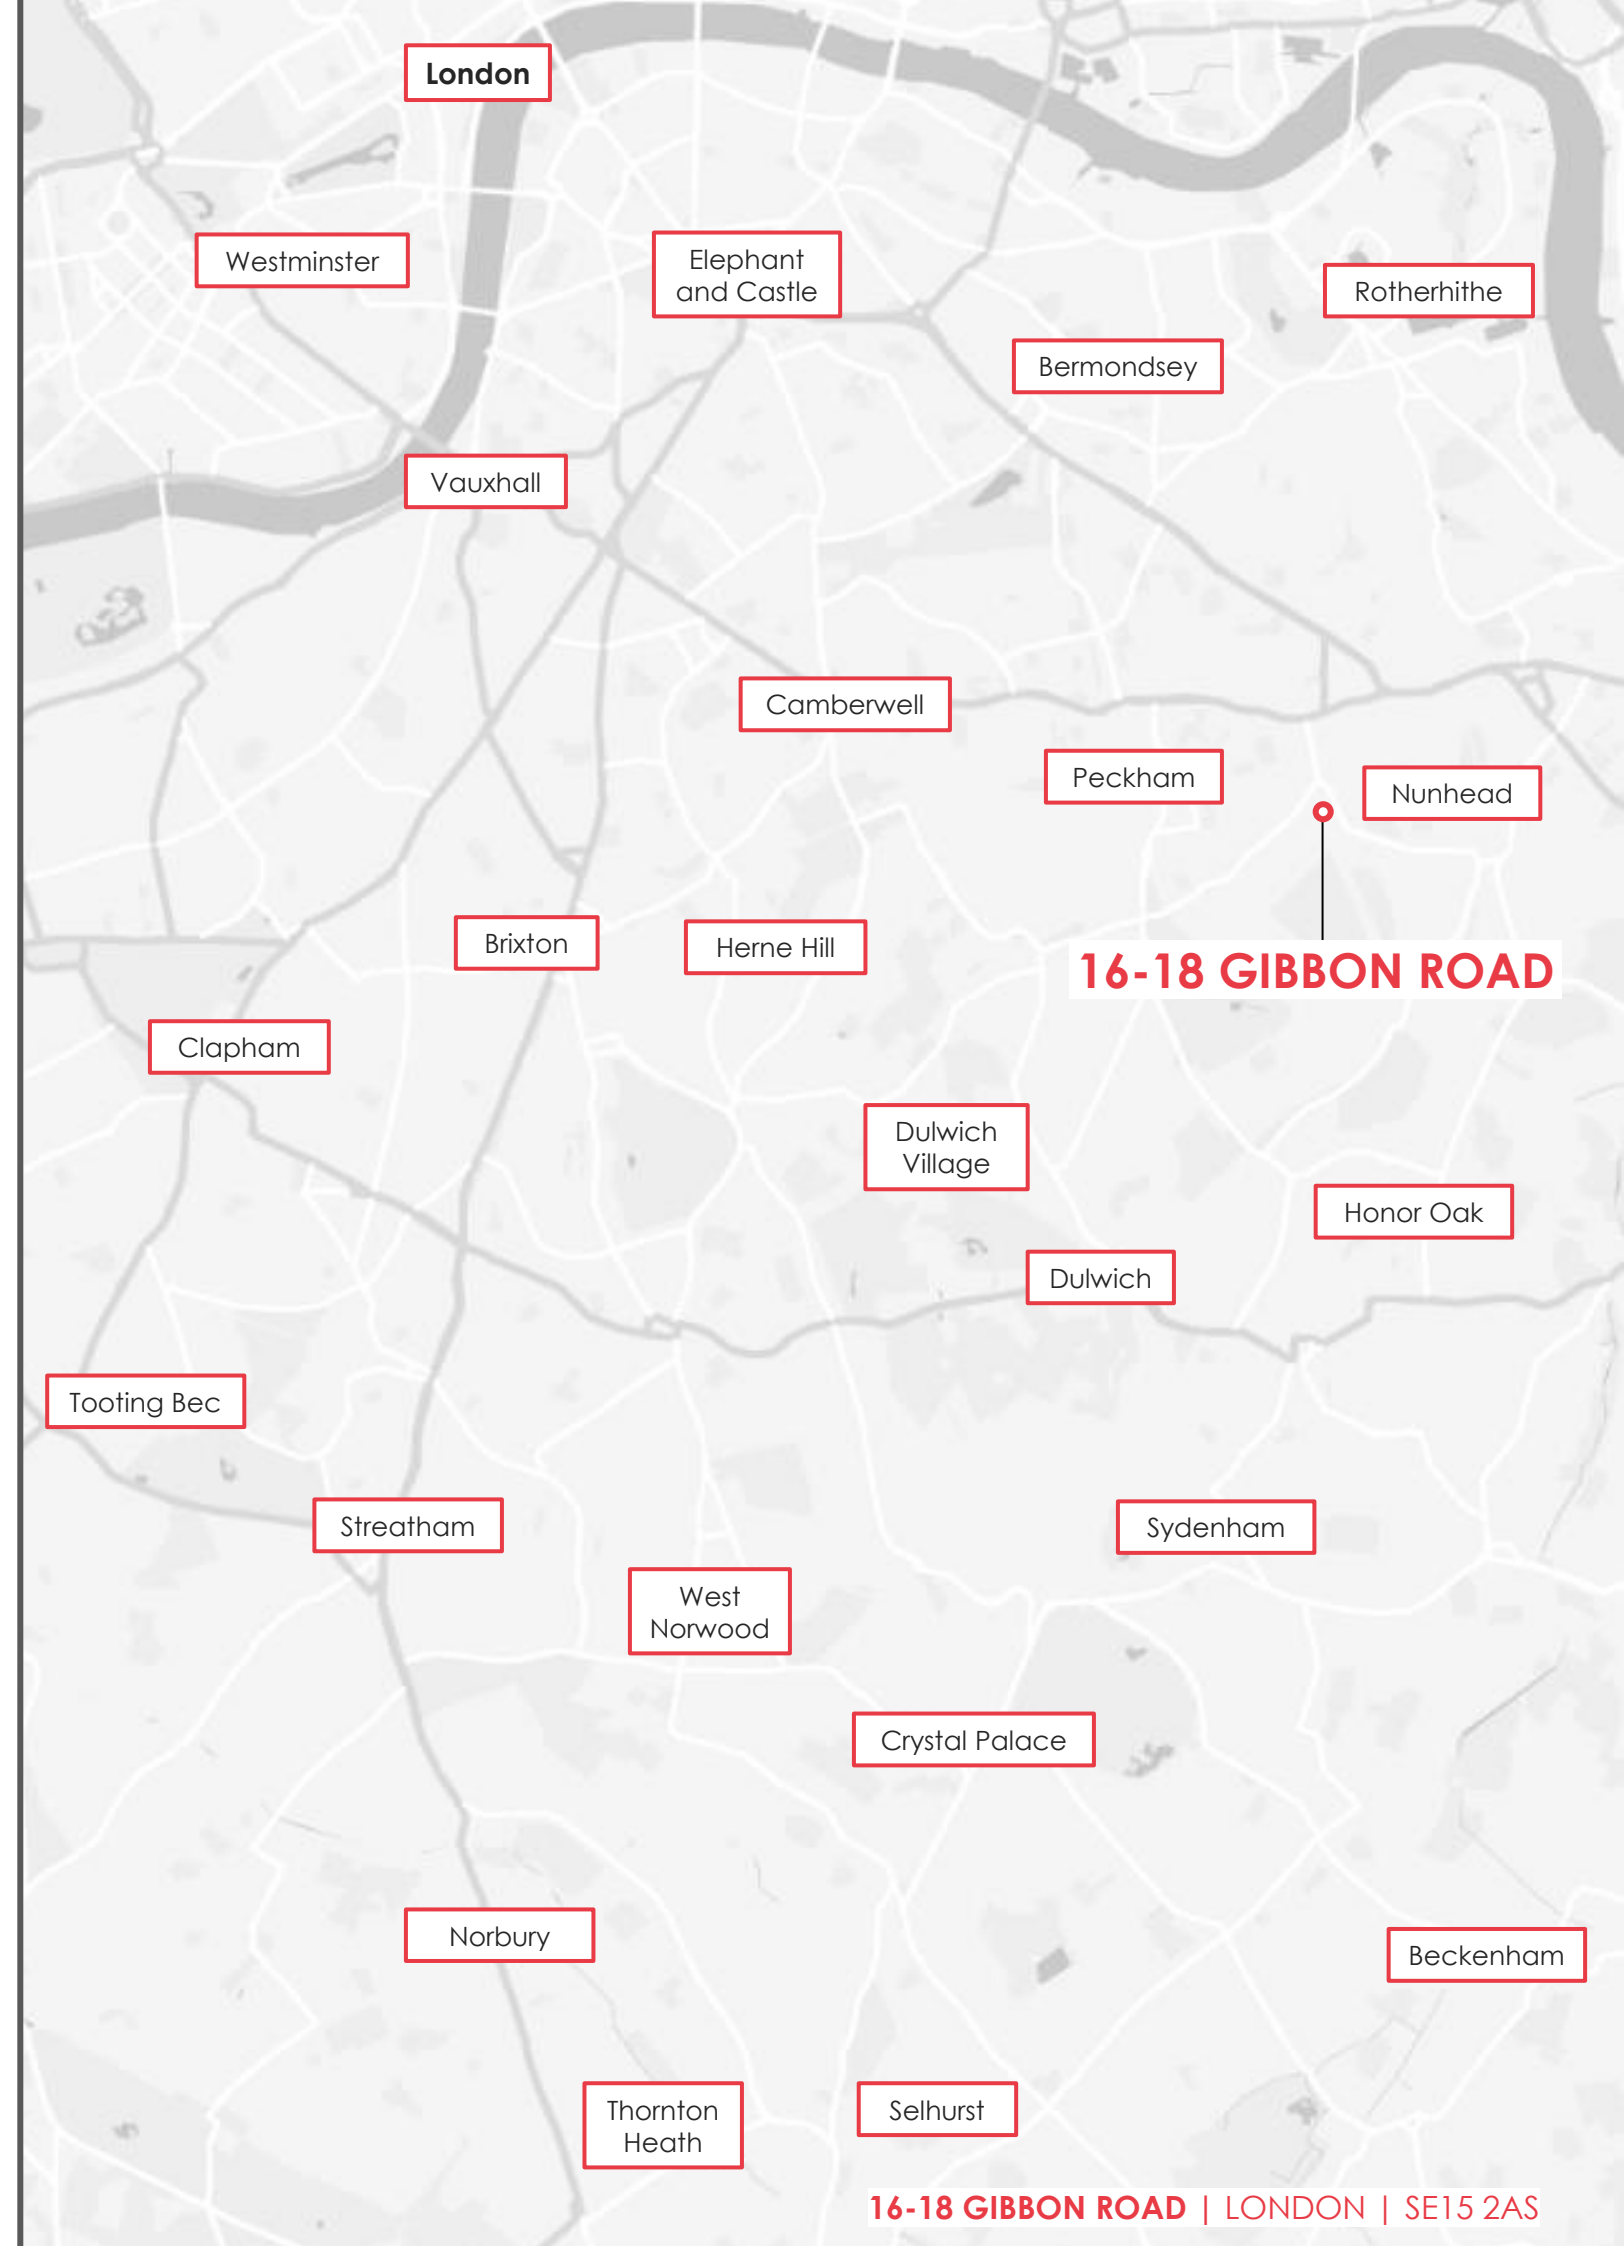 London
Westminster
Elephant
and Castle
Rotherhithe
Bermondsey
Vauxhall
Camberwell
Peckham
Nunhead
Brixton
Herne Hill
16-18 GIBBON ROAD
Clapham
Dulwich
Village
Honor Oak
Dulwich
Tooting Bec
Streatham
Sydenham
West
Norwood
Crystal Palace
Norbury
Beckenham
Thornton
Heath
Selhurst
16-18 GIBBON ROAD | LONDON | SE15 2AS